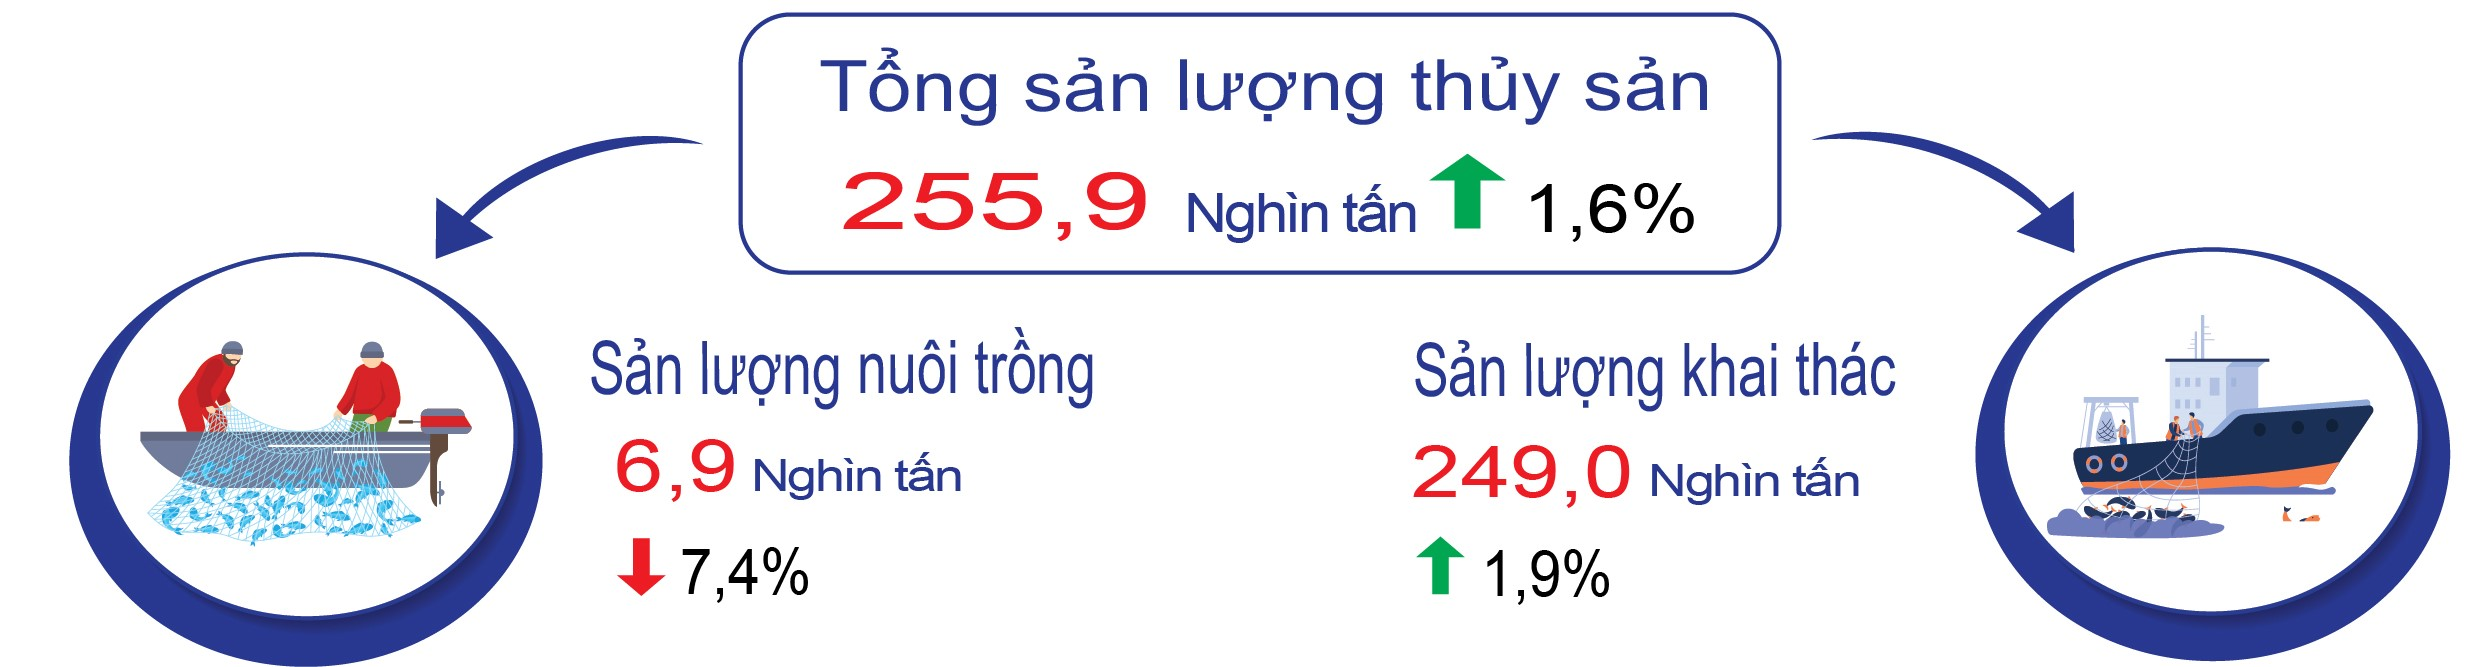 Tổng sản lượng thủy sản
255,9 Nghìn tấn 1,6%
Sản lượng nuôi trồng
6,9 Nghìn tấn
7,4%
Sản lượng khai thác
249,0 Nghìn tấn
1,9%